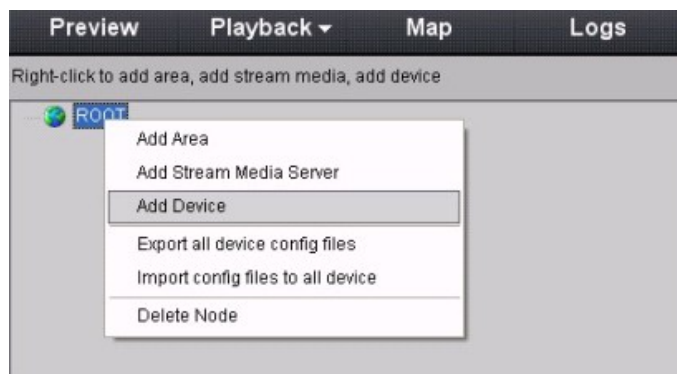 Preview Playback Map Logs
Right-click to add area, add stream media, add device
ROOT
Add Area
Add Stream Media Server
Add Device
Export all device config files
Import config files to all device
Delete Node